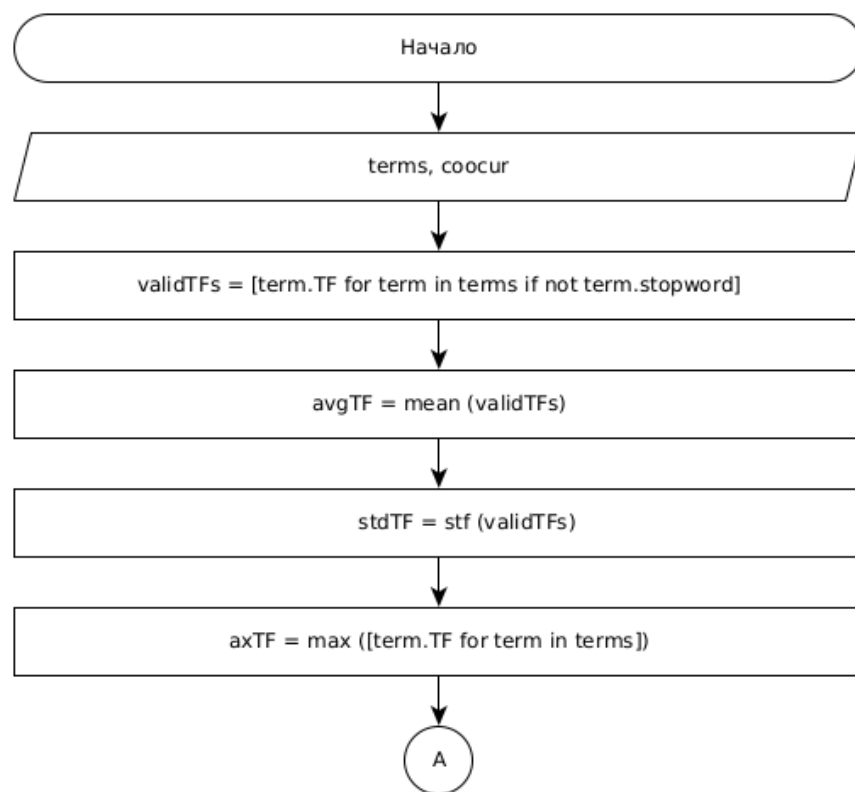 Начало
terms, coocur
validTFs = [term.TF for term in terms if not term.stopword]
avgTF = mean (validTFs)
stdTF = stf (validTFs)
axTF = max ([term.TF for term in terms])
A